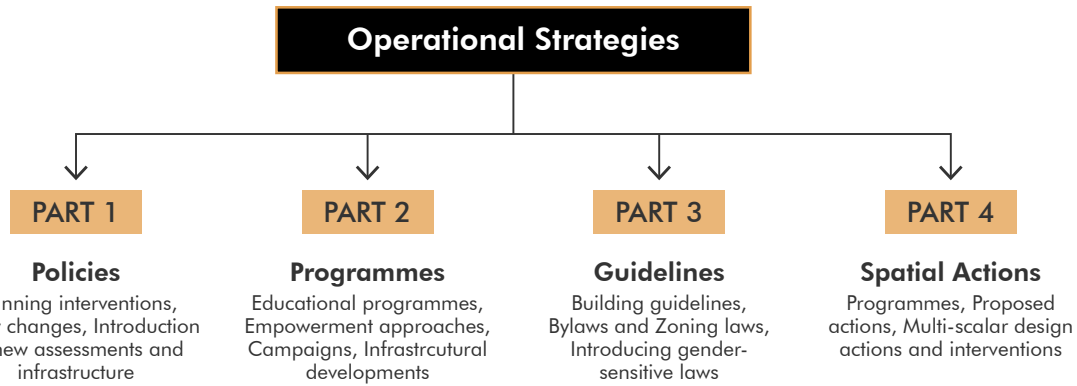 Operational Strategies
PART 1
Policies
interventions,
changes, Introduction
assessments and
infrastructure
PART 2
Programmes
Educational programmes,
Empowerment approaches,
Campaigns, Infrastrcutural
developments
PART 3
Guidelines
Building guidelines,
Bylaws and Zoning laws,
Introducing gender-
sensitive laws
PART 4
Spatial Actions
Programmes, Proposed
actions, Multi-scalar design
actions and interventions